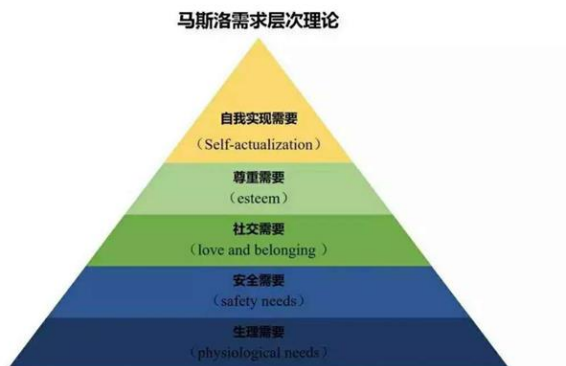 马斯洛需求层次理论
自我实现需要
（Self-actualization）
尊重需要
（esteem）
社交需要
（love and belonging ）
安全需要
（safety needs）
生理需要
（physiological needs）